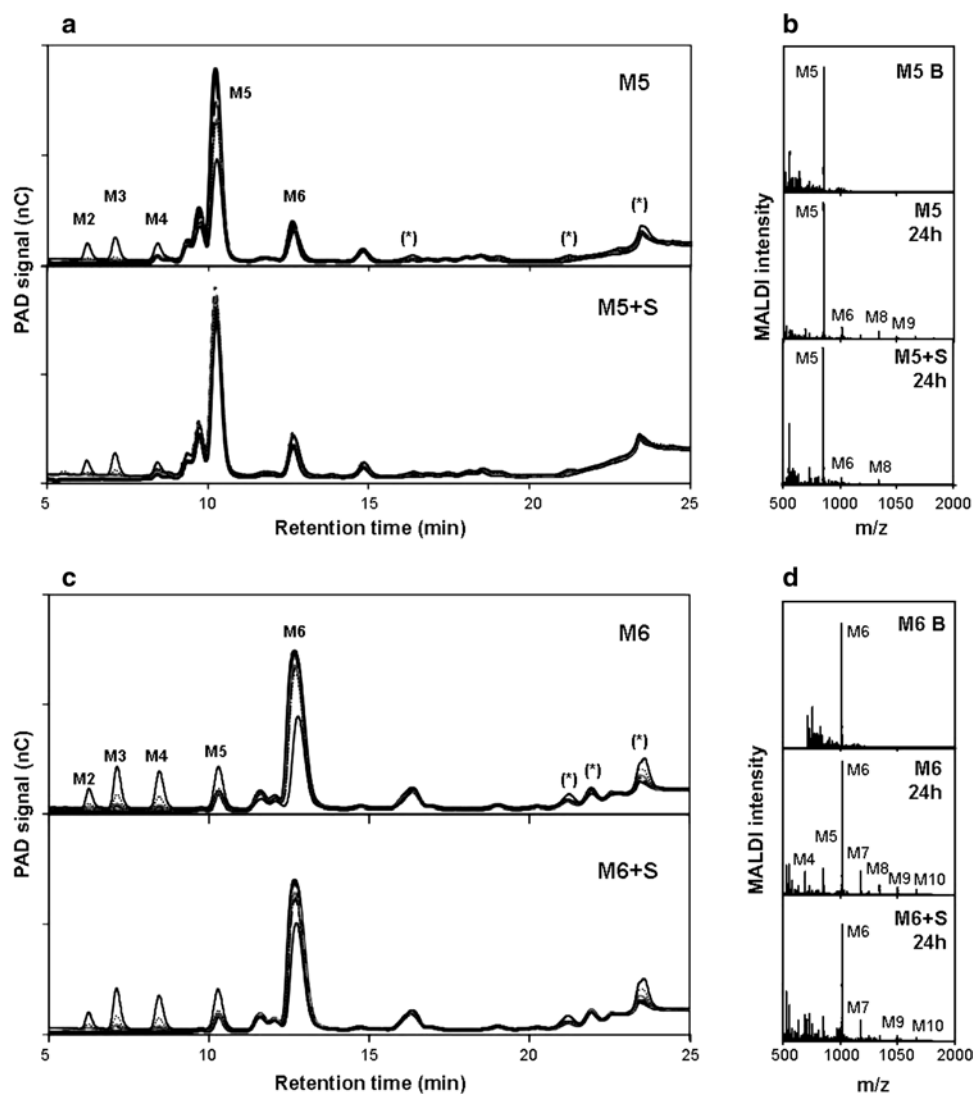 a
M5
M5
M2
M3
M4
M6
(*)
(*)
(*)
PAD signal (nC)
M5+S
5
10
15
20
25
Retention time (min)
b
M5 B
M5
M5
24h
M5
M6
M8
M9
MALDI intensity
M5+S
24h
M5
M6
M8
500
1000
1050
2000
m/z
c
M6
M6
M2
M3
M4
M5
(*)
(*)
(*)
PAD signal (nC)
M6+S
5
10
15
20
25
Retention time (min)
d
M6 B
M6
M6
24h
M6
M5
M4
M7
M8
M9
M10
MALDI intensity
M6+S
24h
M6
M7
M9
M10
500
1000
1050
2000
m/z